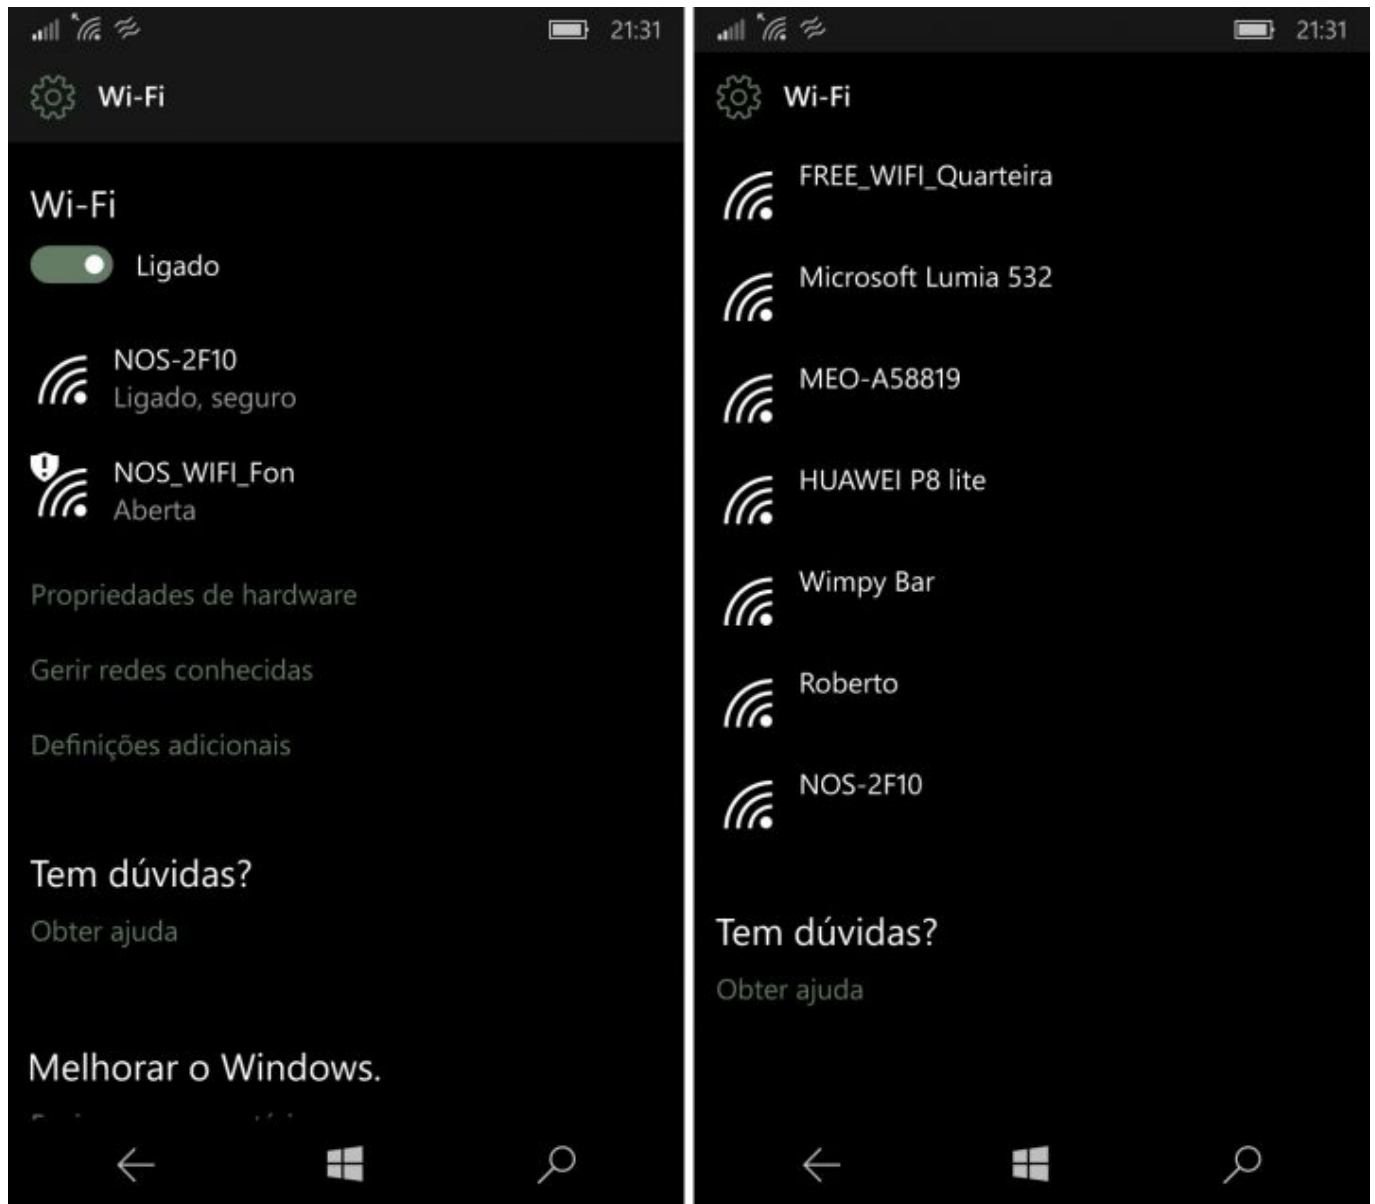 21:31
Wi-Fi
Wi-Fi
Ligado
NOS-2F10
Ligado, seguro
NOS_WIFI_Fon
Aberta
Propriedades de hardware
Gerir redes conhecidas
Definições adicionais
Tem dúvidas?
Obter ajuda
Melhorar o Windows.
21:31
Wi-Fi
FREE_WIFI_Quarteira
Microsoft Lumia 532
MEO-A58819
HUAWEI P8 lite
Wimpy Bar
Roberto
NOS-2F10
Tem dúvidas?
Obter ajuda